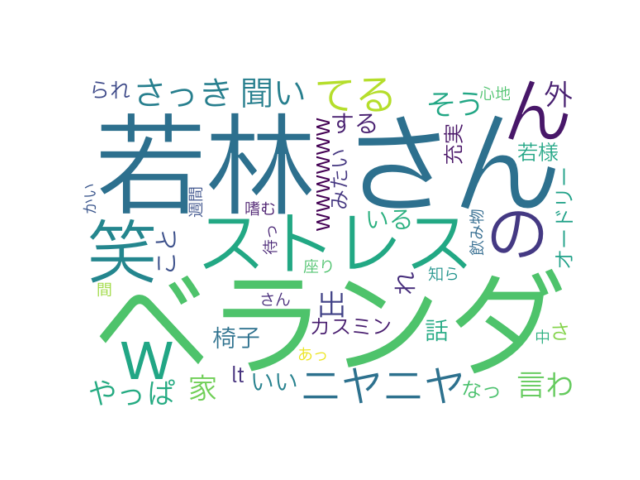 られ
さっき
聞い
てる
そう
心地
外
ん
若林
さん
wwwwww
する
みたい
充実
若様
オードリー
かい
週間
嗜む
待っ
笑
ストレス
いる
の
飲み物
って
座り
知ら
間
ベランダ
さん
出
れ
w
椅子
カスミン
話
中
さ
あっ
やっぱ
家
lt
いい
ニヤニヤ
なっ
言わ